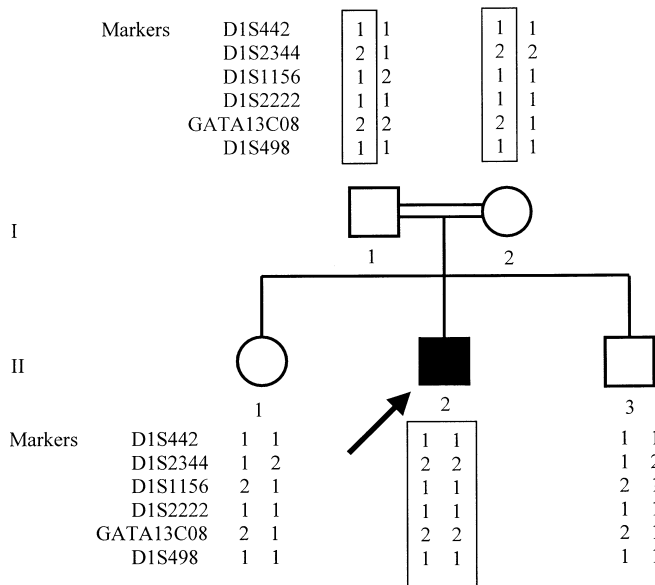 Markers D1S442 1 1 1 1
D1S2344 2 1 2 2
D1S1156 1 2 1 1
D1S2222 1 1 1 1
GATA13C08 2 2 2 1
D1S498 1 1 1 1
I
1 2
II
1 2 3
Markers D1S442 1 1 1 1 1
D1S2344 1 2 2 2 1
D1S1156 2 1 1 1 2
D1S2222 1 1 1 1 1
GATA13C08 2 1 2 2 2
D1S498 1 1 1 1 1